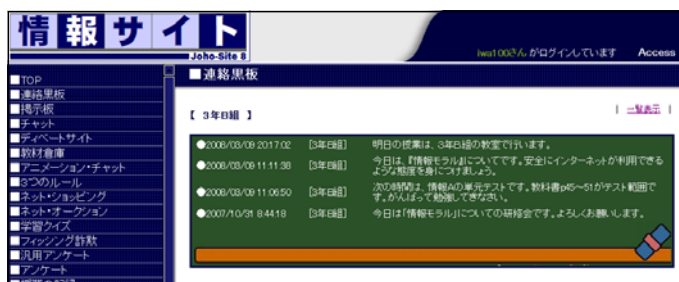 情報サイト
Joho-Site 8
iwa100さん がログインしています Access
■TOP
■連絡黒板
■掲示板
■チャット
■ディベートサイト
■教材倉庫
■アニメーション・チャット
■3つのルール
■ネット・ショッピング
■ネット・オークション
■学習クイズ
■フィッシング詐欺
■汎用アンケート
■アンケート
■連絡黒板
【 3年B組 】
| 一覧表示 |
●2008/03/09 20:17:02 [3年B組] 明日の授業は、3年B組の教室で行います。
●2008/03/09 11:11:38 [3年B組] 今日は、『情報モラル』についてです。安全にインターネットが利用できる
ような態度を身につけましょう。
●2008/03/09 11:06:50 [3年B組] 次の時間は、情報Aの単元テストです。教科書p45～51がテスト範囲で
す。がんばって勉強してきなさい。
●2007/10/31 8:44:18 [3年B組] 今日は「情報モラル」についての研修会です。よろしくお願いします。